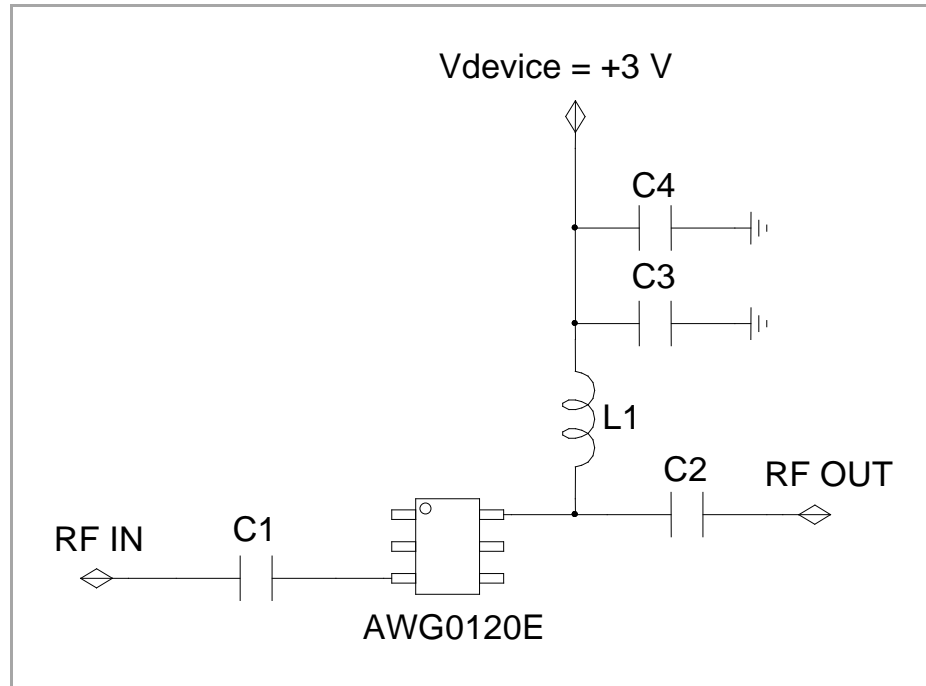 Vdevice = +3 V
C4
C3
L1
C2
RF OUT
C1
RF IN
AWG0120E